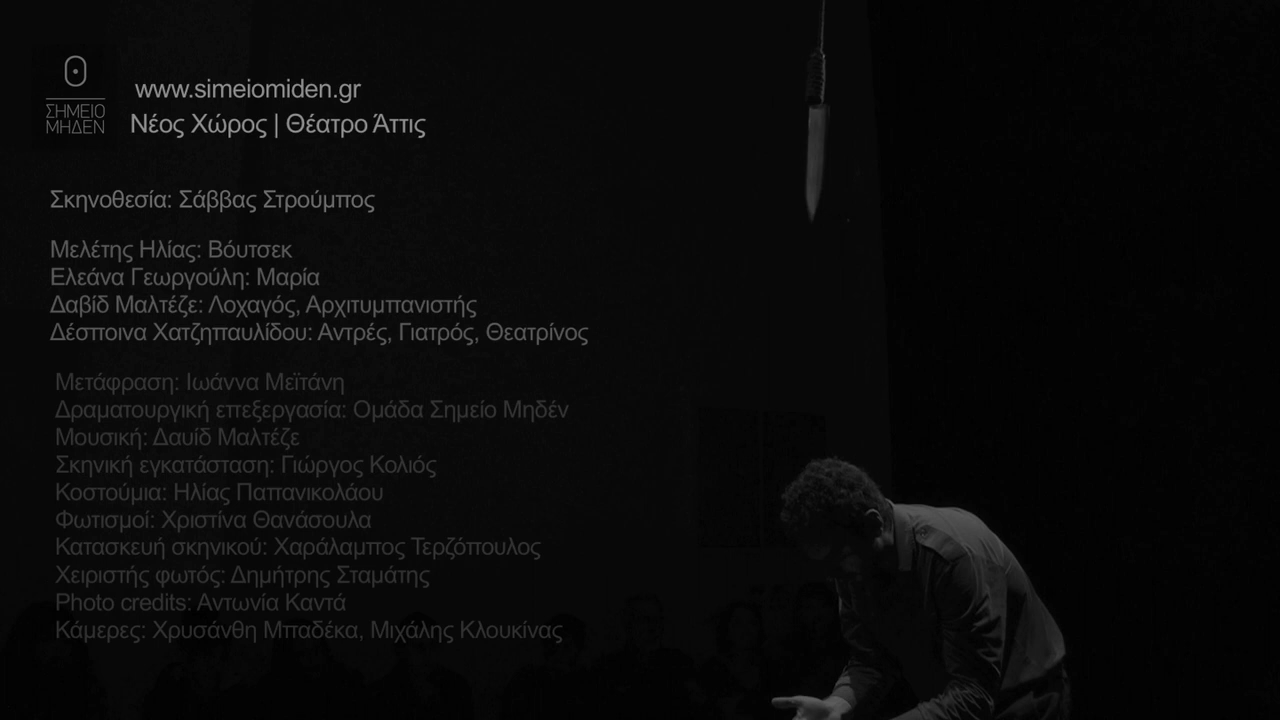 ΣΗΜΕΙΟ
ΜΗΔΕΝ
www.simeiomiden.gr
Νέος Χώρος | Θέατρο Άττις
Σκηνοθεσία: Σάββας Στρούμπος
Μελέτης Ηλίας: Βόυτσεκ
Ελεάνα Γεωργούλη: Μαρία
Δαβίδ Μαλτέζε: Λοχαγός, Αρχιτυμπανιστής
Δέσποινα Χατζηπαυλίδου: Αντρές, Γιατρός, Θεατρίνος
Μετάφραση: Ιωάννα Μεϊτάνη
Δραματουργική επεξεργασία: Ομάδα Σημείο Μηδέν
Μουσική: Δαυίδ Μαλτέζε
Σκηνική εγκατάσταση: Γιώργος Κολιός
Κοστούμια: Ηλίας Παπανικολάου
Φωτισμοί: Χριστίνα Θανάσουλα
Κατασκευή σκηνικού: Χαράλαμπος Τερζόπουλος
Χειριστής φωτός: Δημήτρης Σταμάτης
Photo credits: Αντωνία Καντά
Κάμερες: Χρυσάνθη Μπαδέκα, Μιχάλης Κλουκίνας